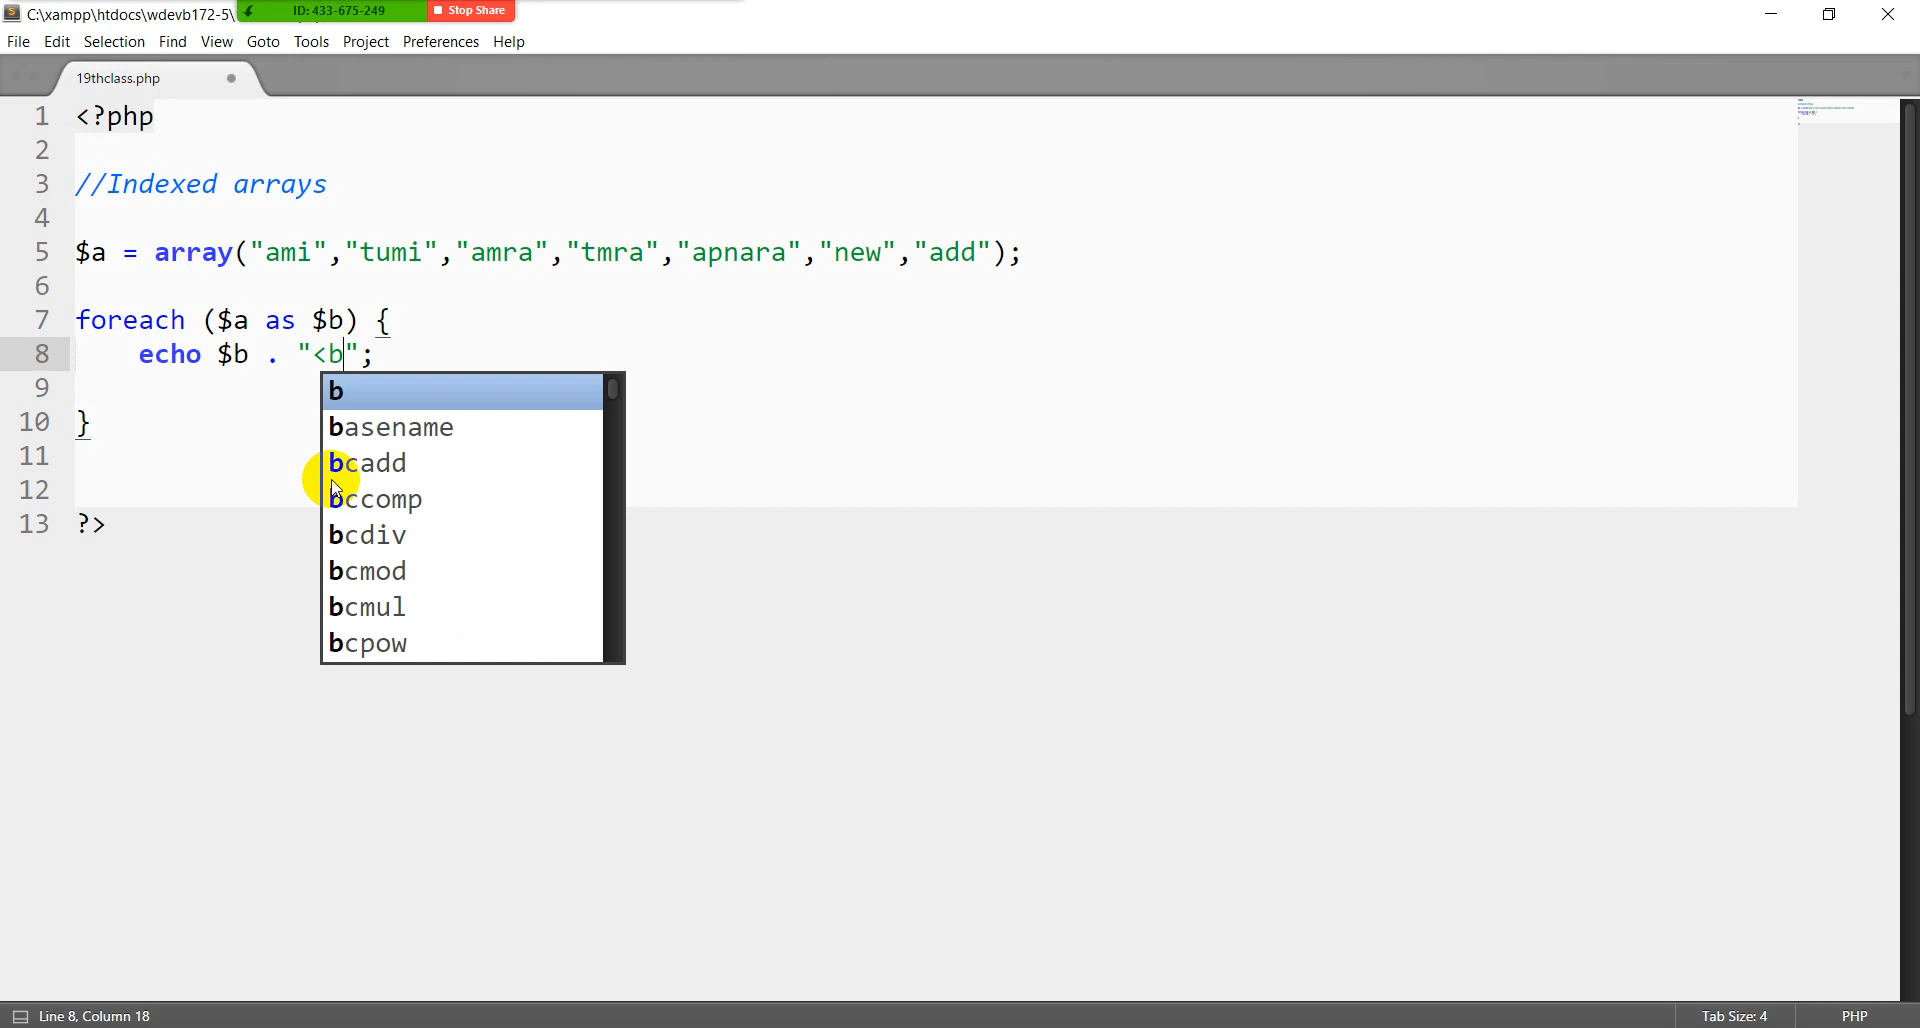 C:\xampp\htdocs\wdevb172-5\
ID: 433-675-249
Stop Share
File Edit Selection Find View Goto Tools Project Preferences Help
19thclass.php
1 <?php
2
3 //Indexed arrays
4
5 $a = array("ami","tumi","amra","tmra","apnara","new","add");
6
7 foreach ($a as $b) {
8 echo $b . "<b";
9
10 }
11
12
13 ?>
b
basename
bcadd
bccomp
bcdiv
bcmod
bcmul
bcpow
Line 8, Column 18
Tab Size: 4
PHP